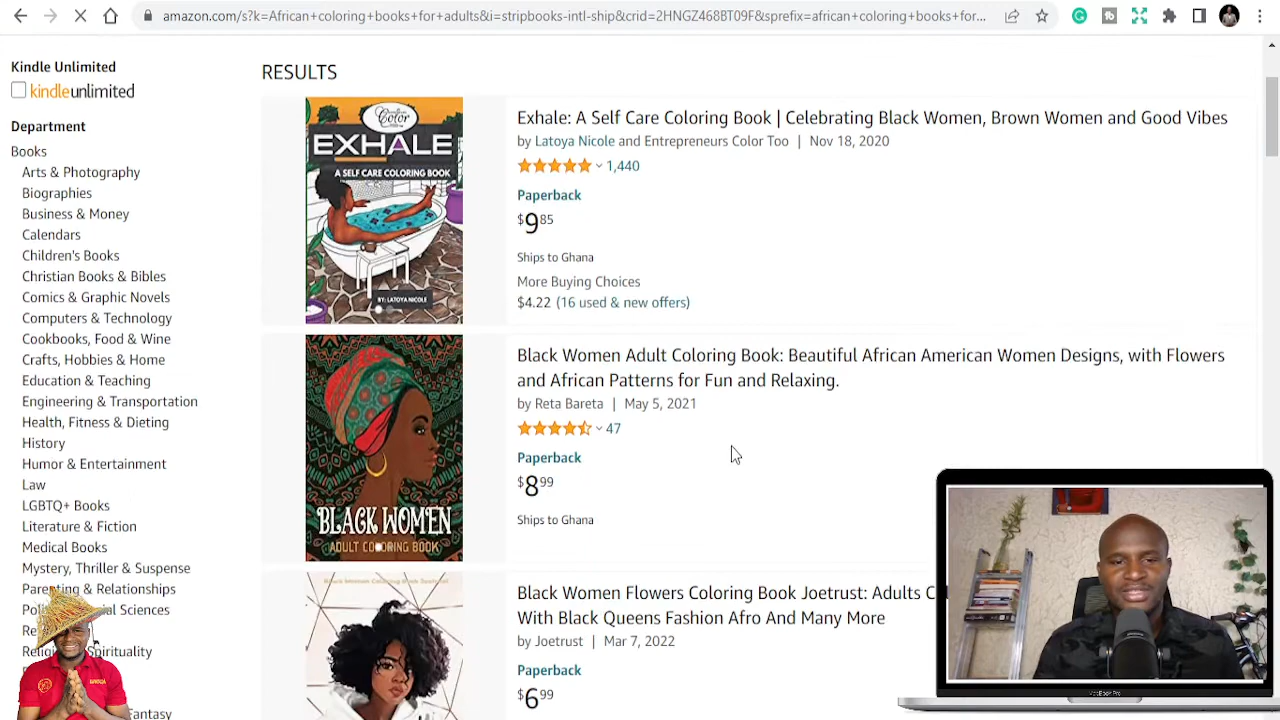 amazon.com/s?k=African+coloring+books+for+adults&i=stripbooks-intl-ship&crid=2HNGZ468BT09F&sprefix=african+coloring+books+for...
Kindle Unlimited
kindleunlimited
Department
Books
Arts & Photography
Biographies
Business & Money
Calendars
Children's Books
Christian Books & Bibles
Comics & Graphic Novels
Computers & Technology
Cookbooks, Food & Wine
Crafts, Hobbies & Home
Education & Teaching
Engineering & Transportation
Health, Fitness & Dieting
History
Humor & Entertainment
Law
LGBTQ+ Books
Literature & Fiction
Medical Books
Mystery, Thriller & Suspense
Parenting & Relationships
Sciences
Spirituality
Fantasy
RESULTS
Color
EXHALE
A SELF CARE COLORING BOOK
BY: LATOYA NICOLE
Exhale: A Self Care Coloring Book | Celebrating Black Women, Brown Women and Good Vibes
by Latoya Nicole and Entrepreneurs Color Too | Nov 18, 2020
1,440
Paperback
$9.85
Ships to Ghana
More Buying Choices
$4.22 (16 used & new offers)
BLACK WOMEN
ADULT COLORING BOOK
Black Women Adult Coloring Book: Beautiful African American Women Designs, with Flowers
and African Patterns for Fun and Relaxing.
by Reta Bareta | May 5, 2021
47
Paperback
$8.99
Ships to Ghana
Black Women Flowers Coloring Book Joetrust: Adults
With Black Queens Fashion Afro And Many More
by Joetrust | Mar 7, 2022
Paperback
$6.99
MacBook Pro